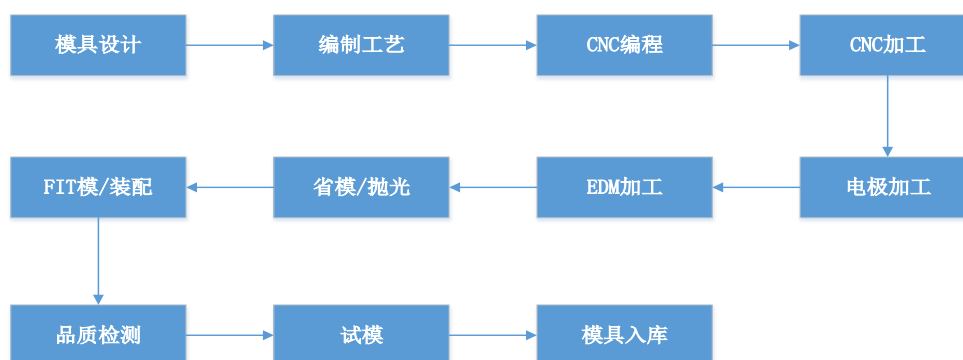 模具设计
编制工艺
CNC编程
CNC加工
电极加工
EDM加工
省模/抛光
FIT模/装配
品质检测
试模
模具入库